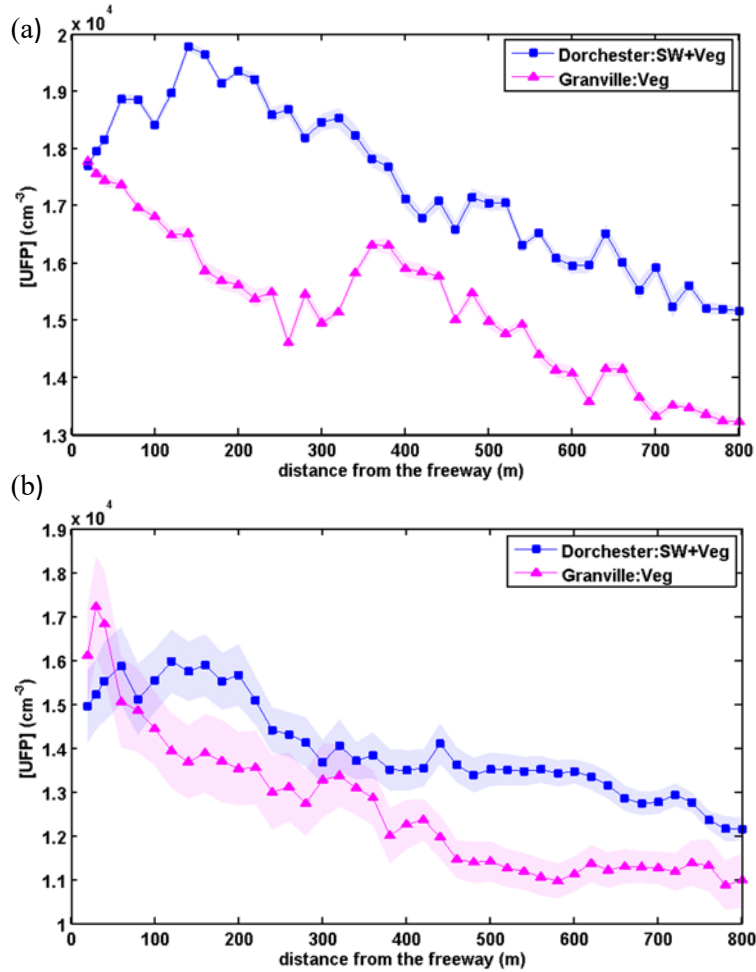 (a)
x 10⁴
2
1.9
1.8
1.7
1.6
1.5
1.4
1.3
[UFP] (cm⁻³)
Dorchester:SW+Veg
Granville:Veg
0 100 200 300 400 500 600 700 800
distance from the freeway (m)
(b)
x 10⁴
1.9
1.8
1.7
1.6
1.5
1.4
1.3
1.2
1.1
1
[UFP] (cm⁻³)
Dorchester:SW+Veg
Granville:Veg
0 100 200 300 400 500 600 700 800
distance from the freeway (m)